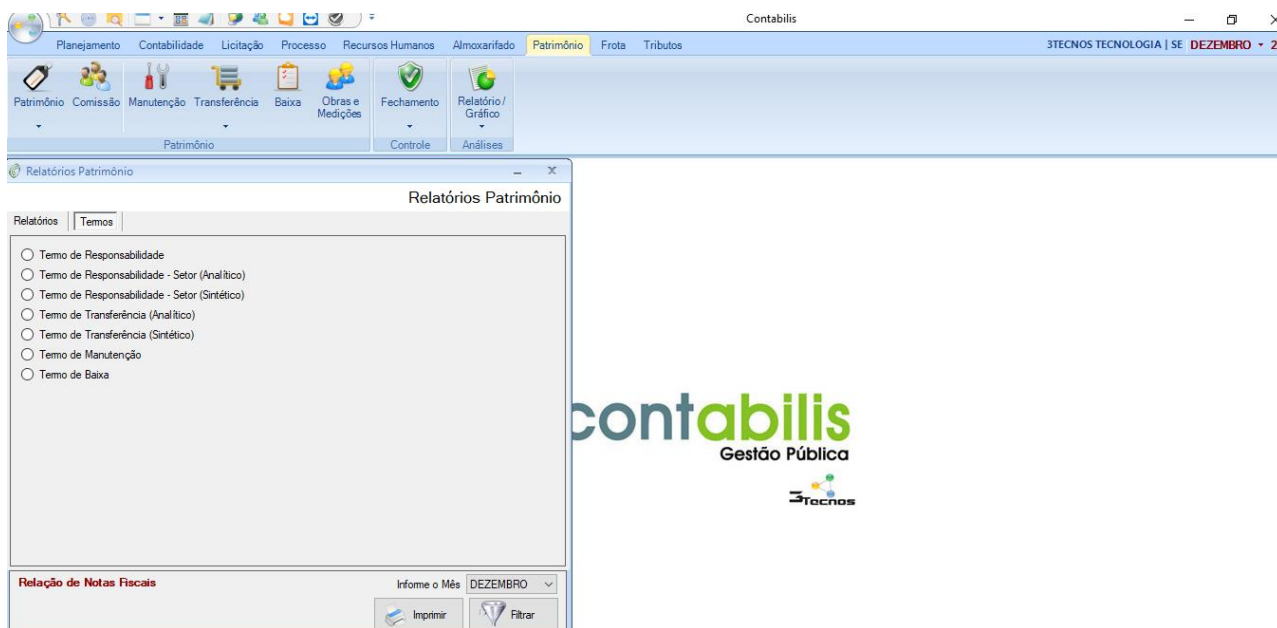 Contabilis
Planejamento Contabilidade Licitação Processo Recursos Humanos Almoxarifado Patrimônio Frota Tributos 3TECNOS TECNOLOGIA | SE DEZEMBRO 2
Patrimônio Comissão Manutenção Transferência Baixa Obras e Medições Fechamento Relatório / Gráfico
Patrimônio Controle Análises
Relatórios Patrimônio
Relatórios Patrimônio
Relatórios Termos
Termo de Responsabilidade
Termo de Responsabilidade - Setor (Analítico)
Termo de Responsabilidade - Setor (Sintético)
Termo de Transferência (Analítico)
Termo de Transferência (Sintético)
Termo de Manutenção
Termo de Baixa
contabilis
Gestão Pública
3Tecnos
Relação de Notas Fiscais Informe o Mês DEZEMBRO
Imprimir Filtrar